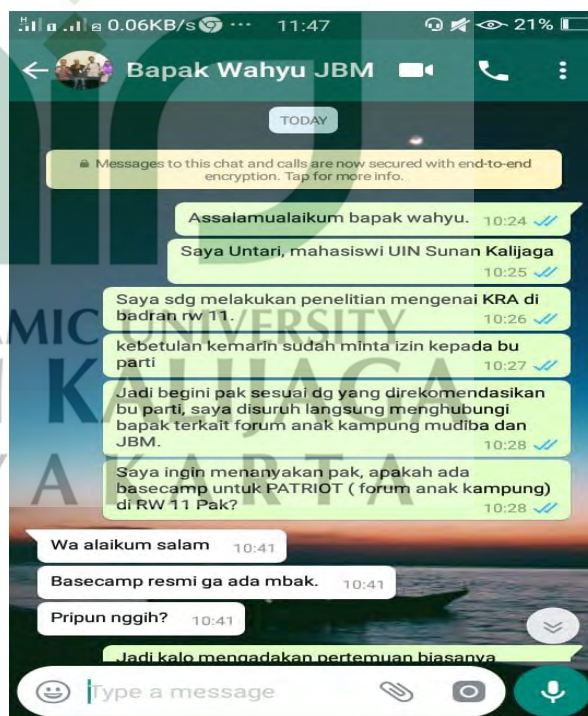 0.06KB/s ... 11:47 21%
Bapak Wahyu JBM
TODAY
Messages to this chat and calls are now secured with end-to-end
encryption. Tap for more info.
Assalamualaikum bapak wahyu. 10:24
Saya Untari, mahasiswi UIN Sunan Kalijaga
10:25
Saya sdg melakukan penelitian mengenai KRA di
badran rw 11. 10:26
kebetulan kemarin sudah minta izin kepada bu
parti 10:27
Jadi begini pak sesuai dg yang direkomendasikan
bu parti, saya disuruh langsung menghubungi
bapak terkait forum anak kampung mudiba dan
JBM. 10:28
Saya ingin menanyakan pak, apakah ada
basecamp untuk PATRIOT ( forum anak kampung)
di RW 11 Pak? 10:28
Wa alaikum salam 10:41
Basecamp resmi ga ada mbak. 10:41
Pripun nggih? 10:41
Jadi kalo mengadakan pertemuan biasanya
Type a message
AMIC UNIVERSITY
KALIJAGA
YAKARTA